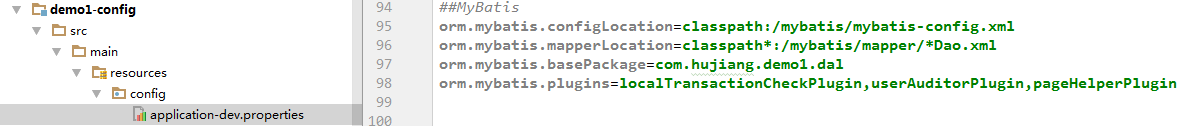 demo1-config
src
main
resources
config
application-dev.properties
94 ##MyBatis
95 orm.mybatis.configLocation=classpath:/mybatis/mybatis-config.xml
96 orm.mybatis.mapperLocation=classpath*:/mybatis/mapper/*Dao.xml
97 orm.mybatis.basePackage=com.hujiang.demo1.dal
98 orm.mybatis.plugins=localTransactionCheckPlugin,userAuditorPlugin,pageHelperPlugin
99
100